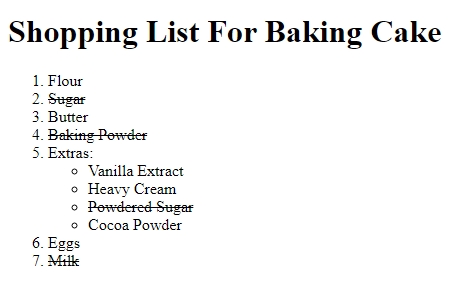 Shopping List For Baking Cake
1. Flour
2. Sugar
3. Butter
4. Baking Powder
5. Extras:
Vanilla Extract
Heavy Cream
Powdered Sugar
Cocoa Powder
6. Eggs
7. Milk